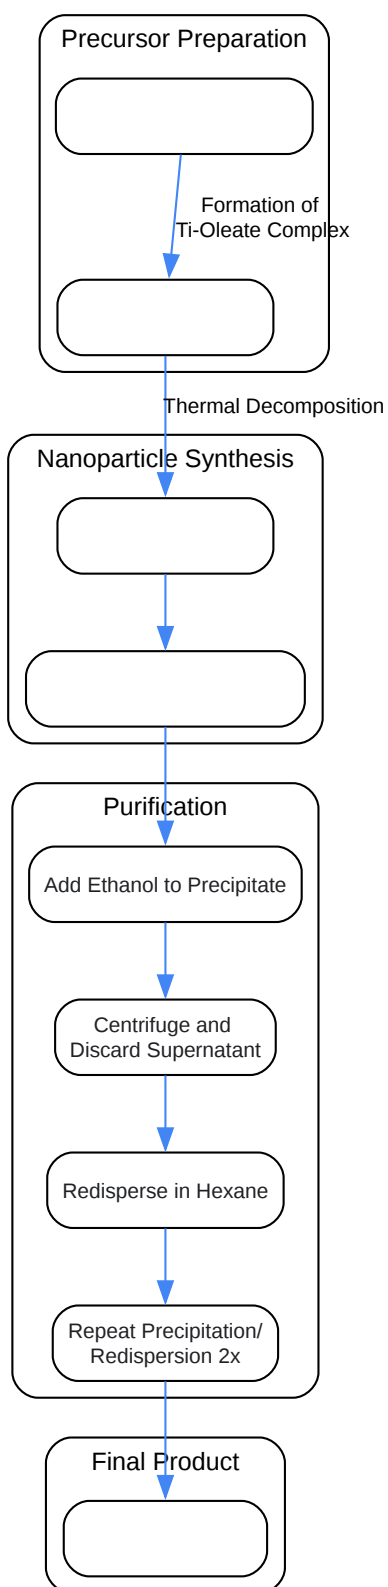 Precursor Preparation
Formation of
Ti-Oleate Complex
Thermal Decomposition
Nanoparticle Synthesis
Purification
Add Ethanol to Precipitate
Centrifuge and
Discard Supernatant
Redisperse in Hexane
Repeat Precipitation/
Redispersion 2x
Final Product